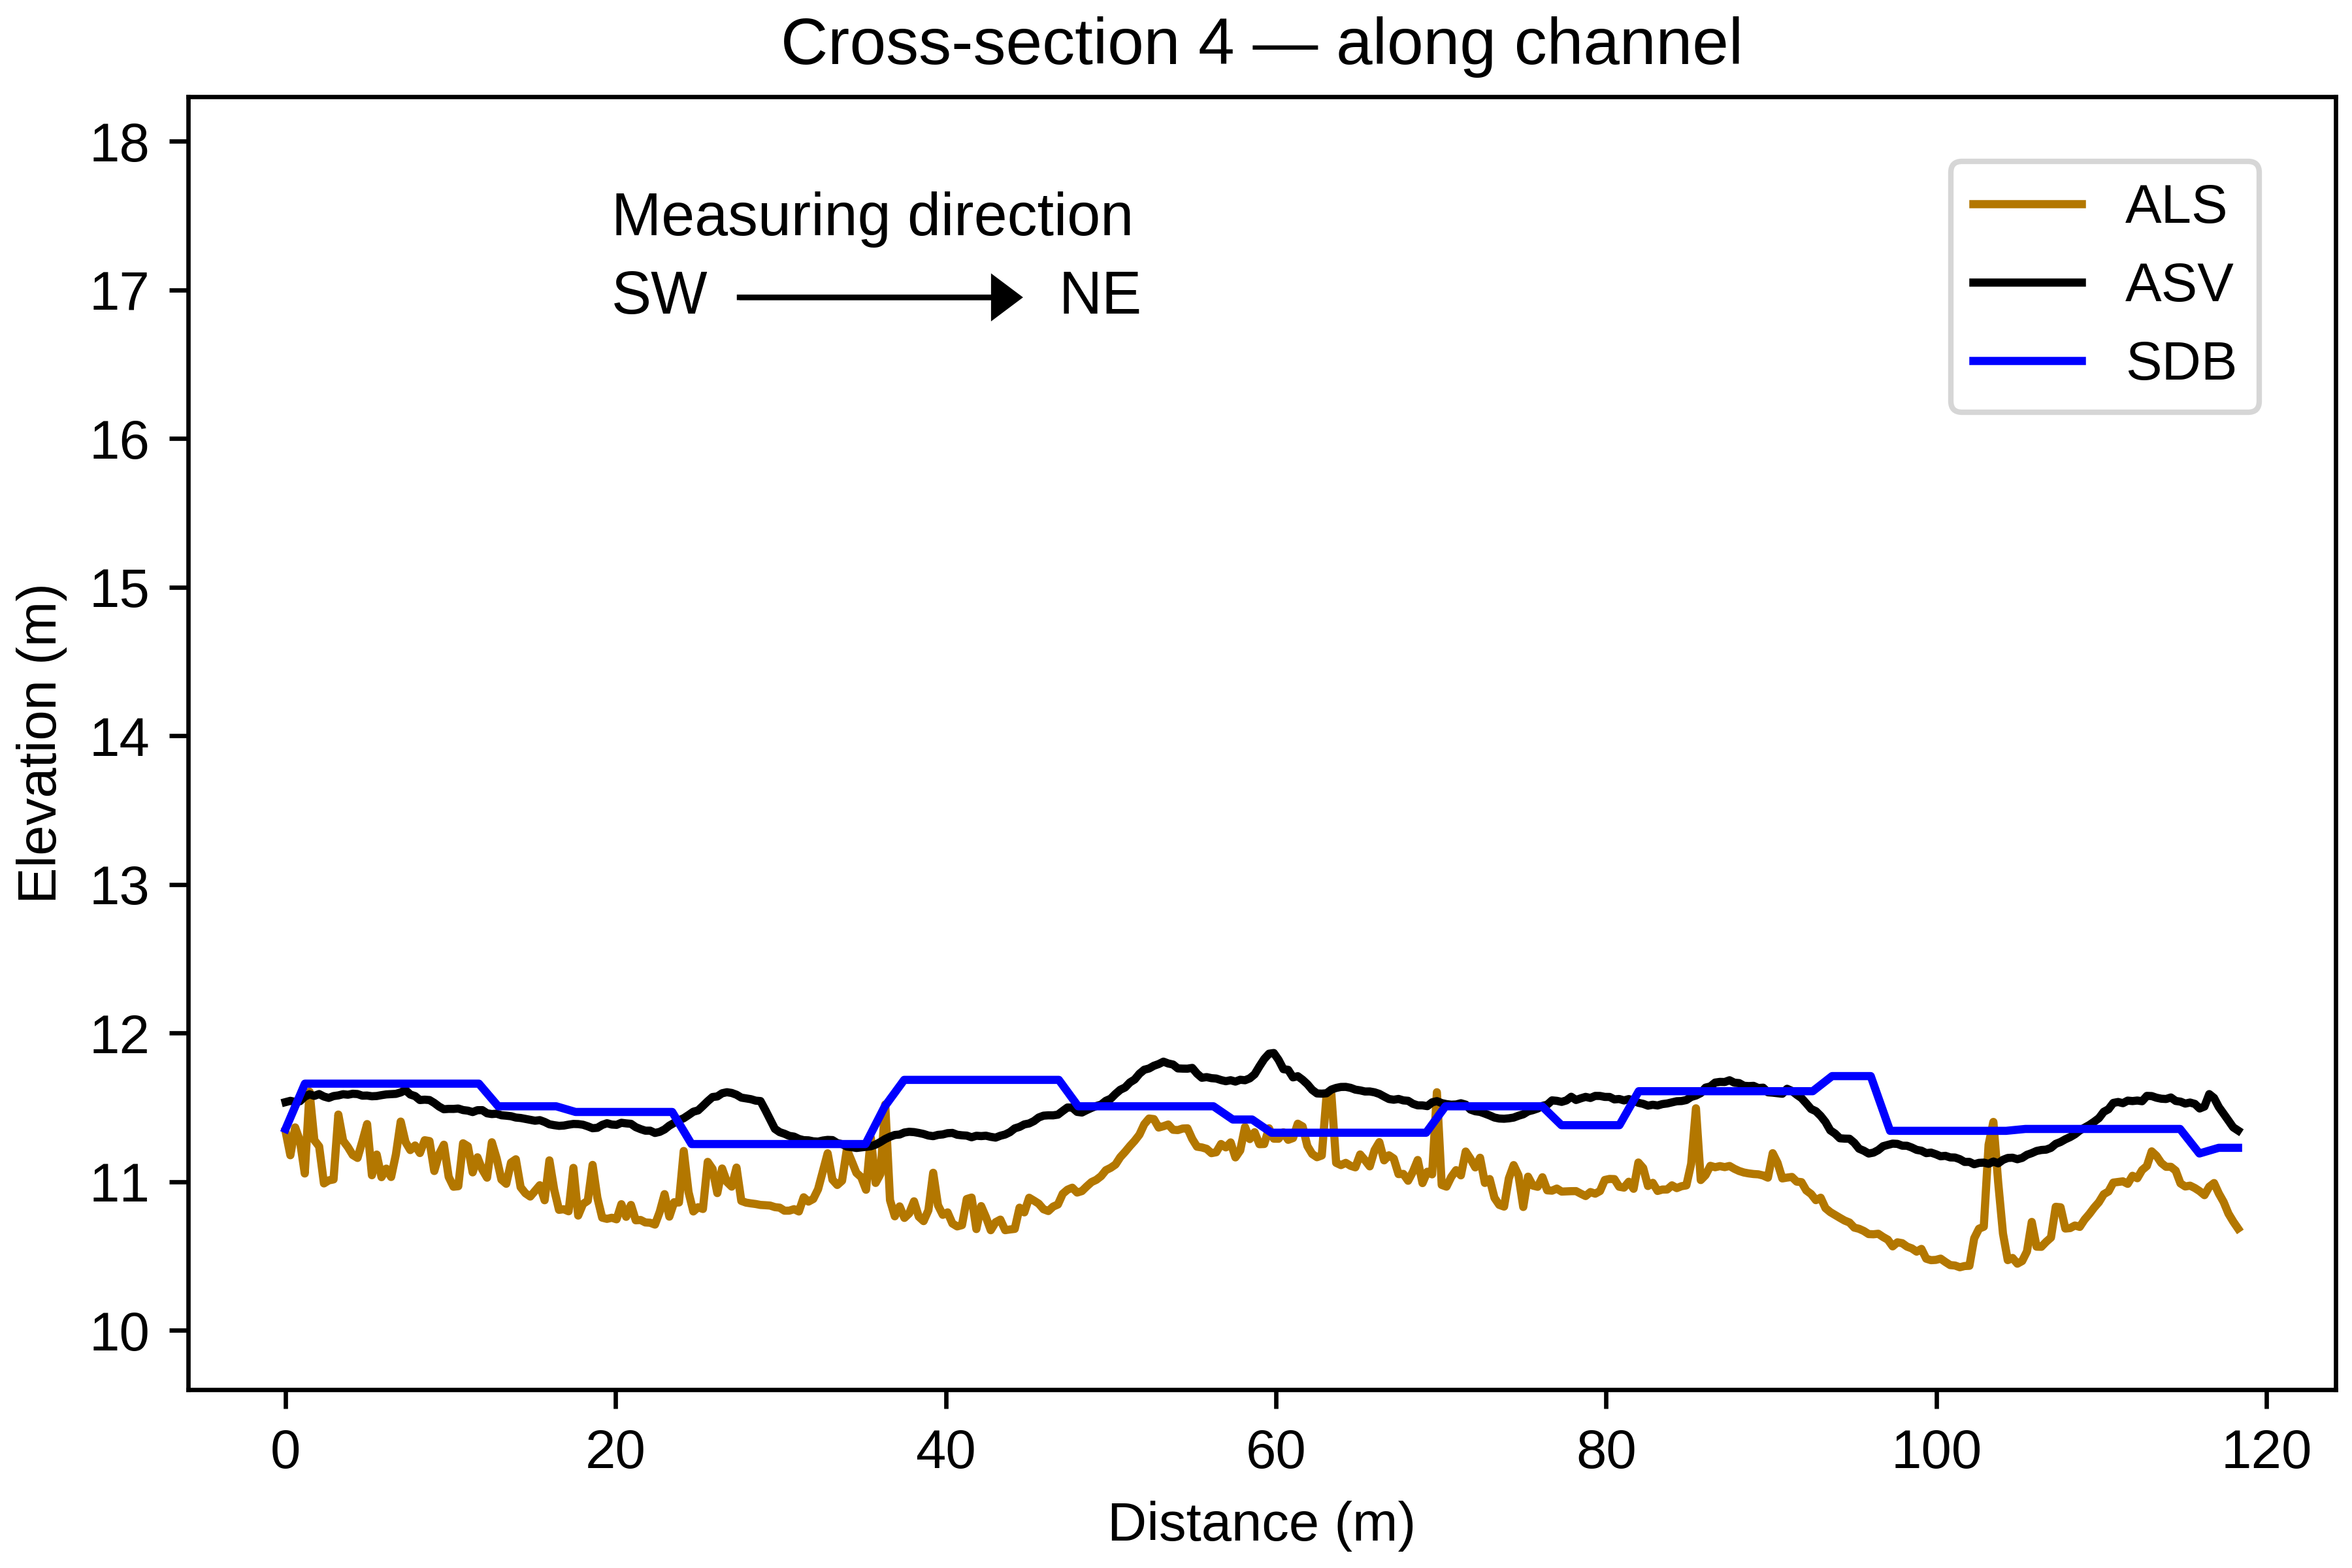 Cross-section 4 — along channel
18
17
16
15
14
13
12
11
10
Elevation (m)
Measuring direction
SW NE
ALS
ASV
SDB
0 20 40 60 80 100 120
Distance (m)